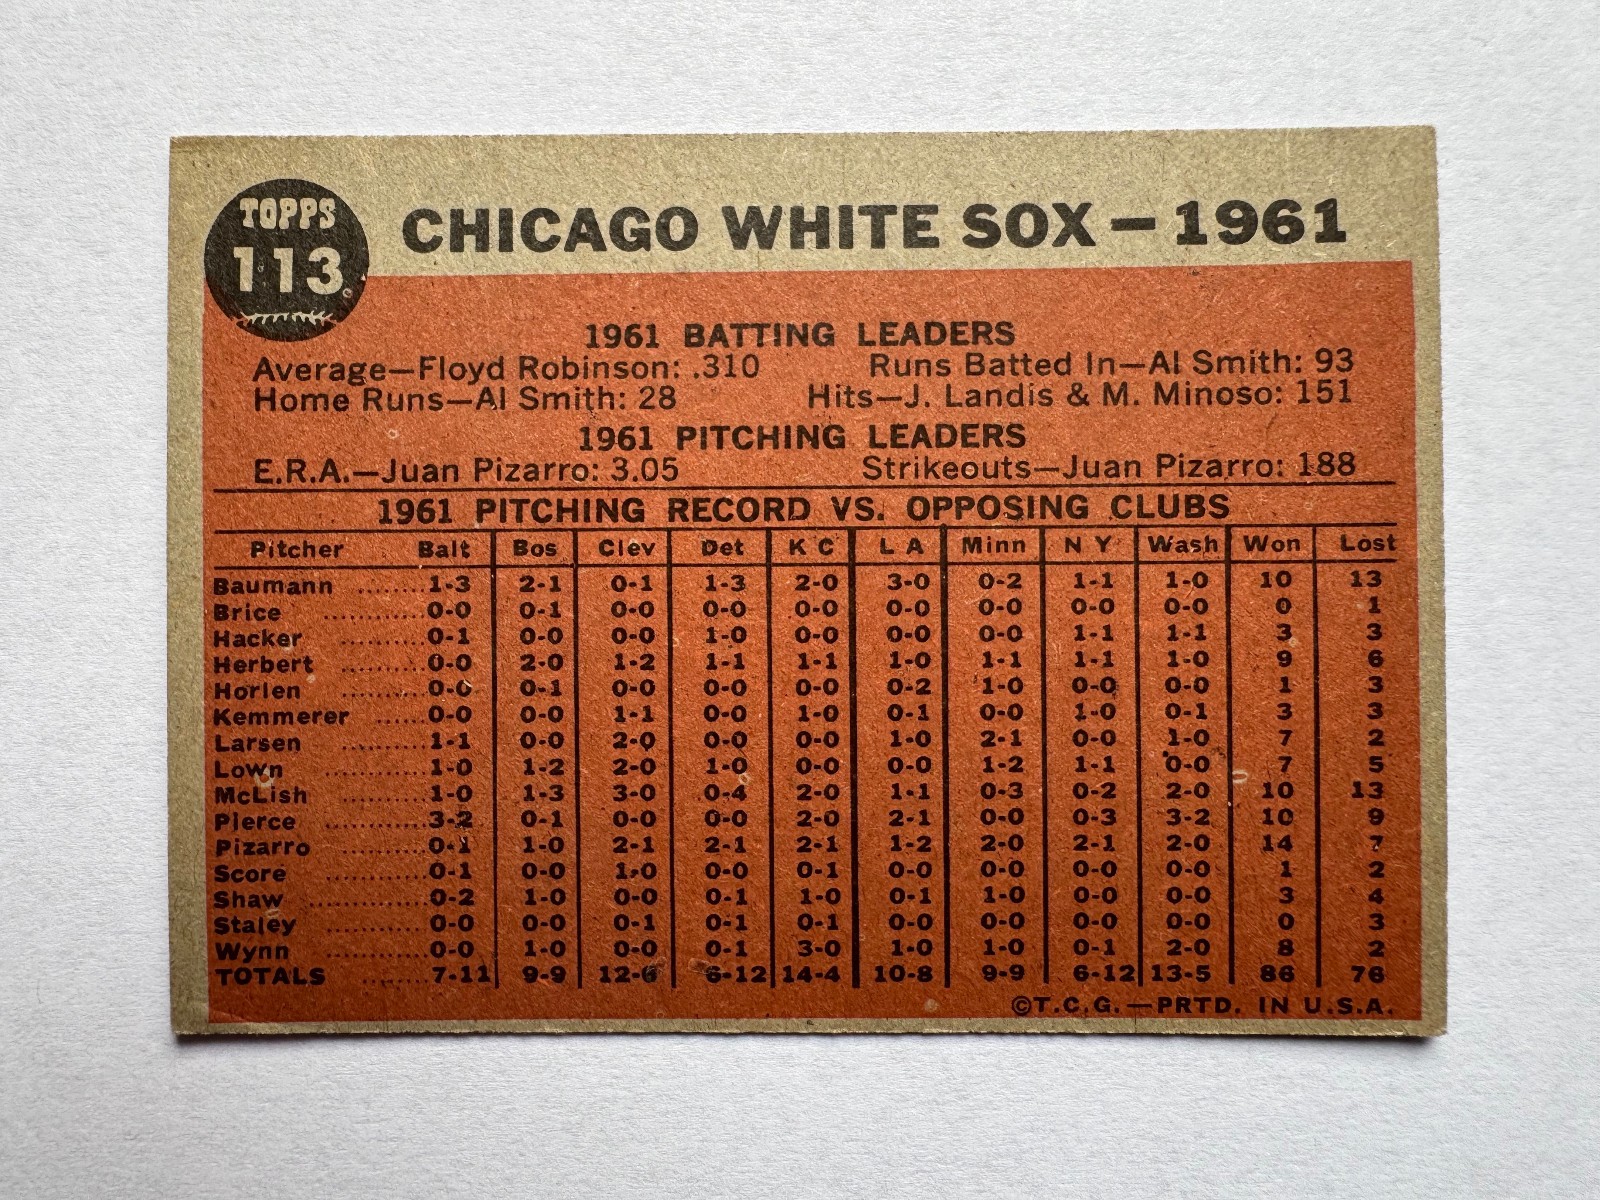 TOPPS
113
CHICAGO WHITE SOX — 1961
1961 BATTING LEADERS
Average—Floyd Robinson: .310 Runs Batted In—Al Smith: 93
Home Runs—Al Smith: 28 Hits—J. Landis & M. Minoso: 151
1961 PITCHING LEADERS
E.R.A.—Juan Pizarro: 3.05 Strikeouts—Juan Pizarro: 188
1961 PITCHING RECORD VS. OPPOSING CLUBS
Pitcher Balt Bos Clev Det K C L A Minn N Y Wash Won Lost
Baumann ........1-3 2-1 0-1 1-3 2-0 3-0 0-2 1-1 1-0 10 13
Brice ............0-0 0-1 0-0 0-0 0-0 0-0 0-0 0-0 0-0 0 1
Hacker ..........0-1 0-0 0-0 1-0 0-0 0-0 0-0 1-1 1-1 3 3
Herbert ..........0-0 2-0 1-2 1-1 1-1 1-0 1-1 1-1 1-0 9 6
Horlen ..........0-0 0-1 0-0 0-0 0-0 0-2 1-0 0-0 0-0 1 3
Kemmerer ......0-0 0-0 1-1 0-0 1-0 0-1 0-0 1-0 0-1 3 3
Larsen ..........1-1 0-0 2-0 0-0 0-0 1-0 2-1 0-0 1-0 7 2
Lown ............1-0 1-2 2-0 1-0 0-0 0-0 1-2 1-1 0-0 7 5
McLish ..........1-0 1-3 3-0 0-4 2-0 1-1 0-3 0-2 2-0 10 13
Pierce ............3-2 0-1 0-0 0-0 2-0 2-1 0-0 0-3 3-2 10 9
Pizarro ..........0-1 1-0 2-1 2-1 2-1 1-2 2-0 2-1 2-0 14 7
Score ............0-1 0-0 1-0 0-0 0-1 0-0 0-0 0-0 0-0 1 2
Shaw ..............0-2 1-0 0-0 0-1 1-0 0-1 1-0 0-0 0-0 3 4
Staley ............0-0 0-0 0-1 0-1 0-1 0-0 0-0 0-0 0-0 0 3
Wynn ............0-0 1-0 0-0 0-1 3-0 1-0 1-0 0-1 2-0 8 2
TOTALS ........7-11 9-9 12-6 6-12 14-4 10-8 9-9 6-12 13-5 86 76
©T.C.G.—PRTD. IN U.S.A.